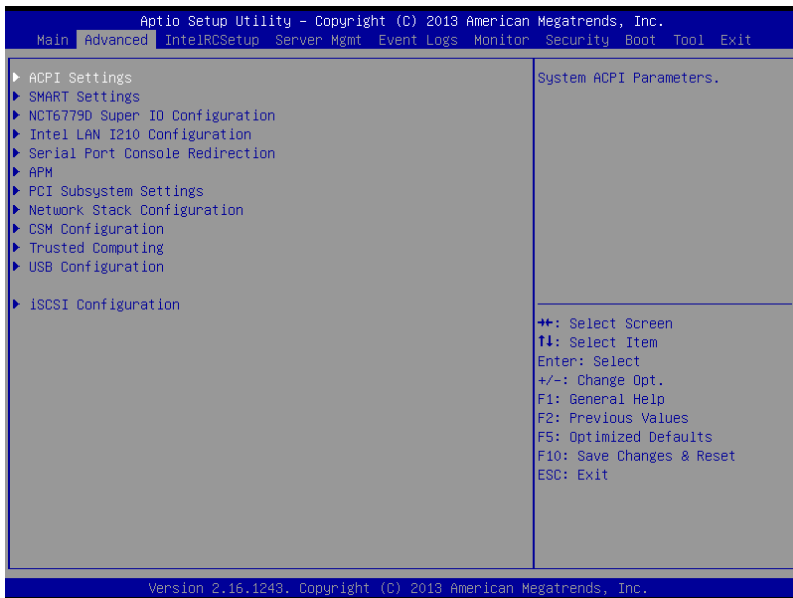 Aptio Setup Utility – Copyright (C) 2013 American Megatrends, Inc.
Main Advanced IntelRCSetup Server Mgmt Event Logs Monitor Security Boot Tool Exit
ACPI Settings
SMART Settings
NCT6779D Super IO Configuration
Intel LAN I210 Configuration
Serial Port Console Redirection
APM
PCI Subsystem Settings
Network Stack Configuration
CSM Configuration
Trusted Computing
USB Configuration
iSCSI Configuration
System ACPI Parameters.
→←: Select Screen
↑↓: Select Item
Enter: Select
+/-: Change Opt.
F1: General Help
F2: Previous Values
F5: Optimized Defaults
F10: Save Changes & Reset
ESC: Exit
Version 2.16.1243. Copyright (C) 2013 American Megatrends, Inc.